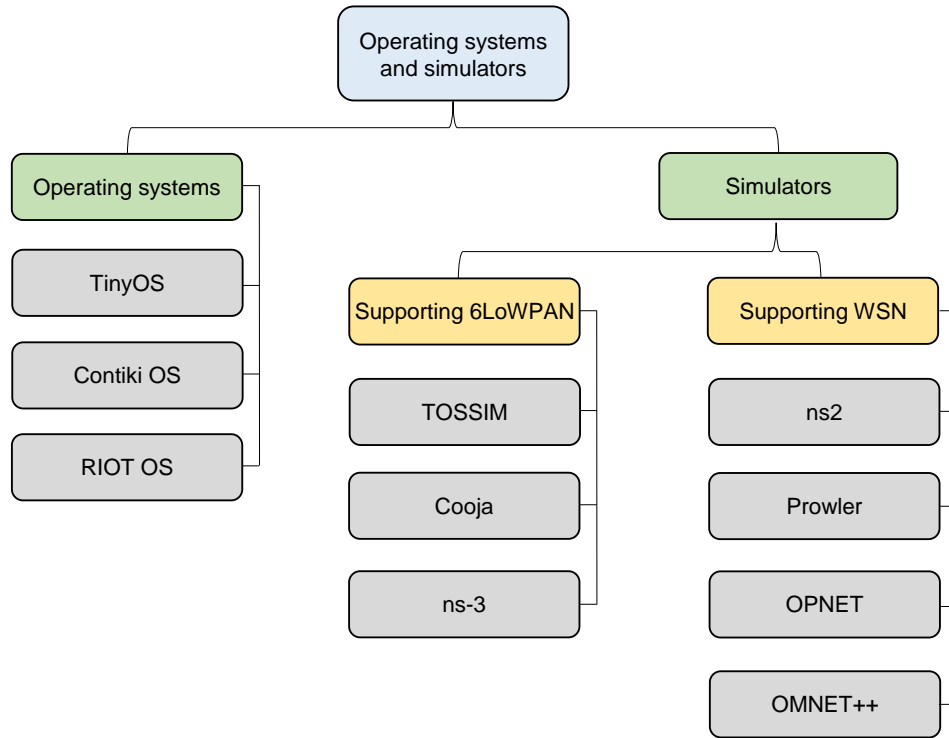 Operating systems
and simulators
Operating systems
Simulators
TinyOS
Contiki OS
RIOT OS
Supporting 6LoWPAN
TOSSIM
Cooja
ns-3
Supporting WSN
ns2
Prowler
OPNET
OMNET++